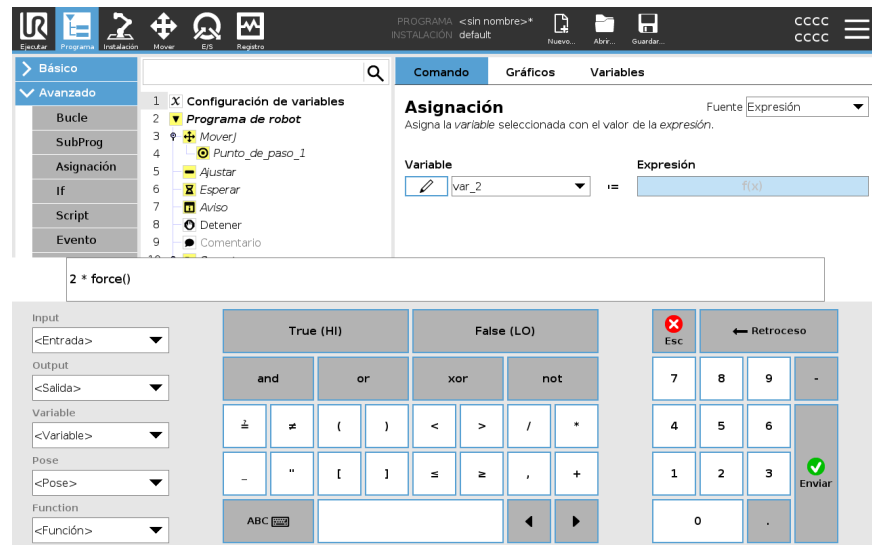 PROGRAMA <sin nombre>*
INSTALACIÓN default
cccc
cccc
Ejecutar Programa Instalación Mover E/S Registro Nuevo... Abrir... Guardar...
Básico
Avanzado
Bucle
SubProg
Asignación
If
Script
Evento
1 X Configuración de variables
2 Programa de robot
3 MoverJ
4 Punto_de_paso_1
5 Ajustar
6 Esperar
7 Aviso
8 Detener
9 Comentario
Comando Gráficos Variables
Asignación
Fuente Expresión
Asigna la variable seleccionada con el valor de la expresión.
Variable Expresión
var_2 := f(x)
2 * force()
Input
<Entrada>
Output
<Salida>
Variable
<Variable>
Pose
<Pose>
Function
<Función>
True (HI) False (LO) Esc Retroceso
and or xor not 7 8 9 -
≟ ≠ ( ) < > / * 4 5 6
_ " [ ] ≤ ≥ , + 1 2 3 Enviar
ABC 0 .